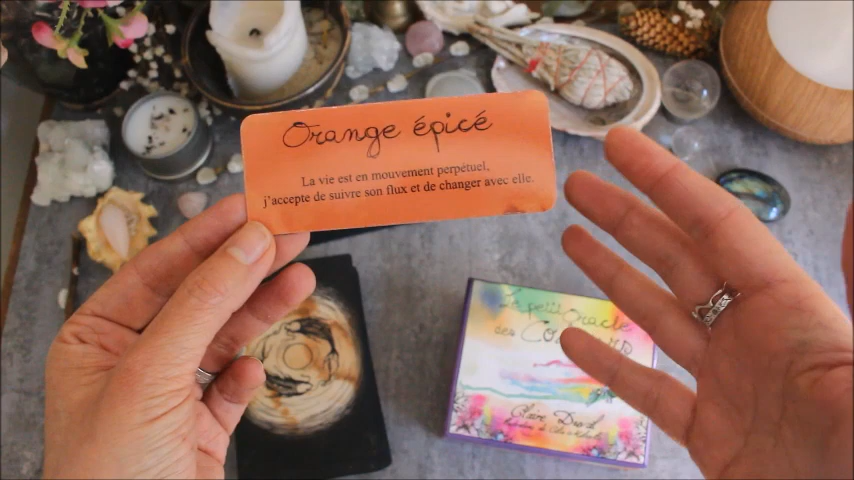 Orange épicé
La vie est en mouvement perpétuel,
j'accepte de suivre son flux et de changer avec elle.
Le petit Oracle
des Couleurs
Claire Duval